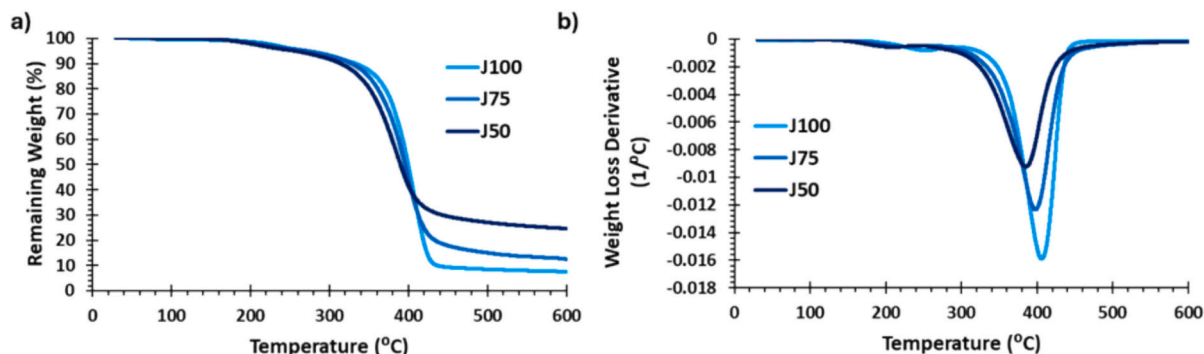 a)
Remaining Weight (%)
100
90
80
70
60
50
40
30
20
10
0
J100
J75
J50
0 100 200 300 400 500 600
Temperature (°C)
b)
Weight Loss Derivative
(1/°C)
0
-0.002
-0.004
-0.006
-0.008
-0.01
-0.012
-0.014
-0.016
-0.018
0 100 200 300 400 500 600
J100
J75
J50
Temperature (°C)